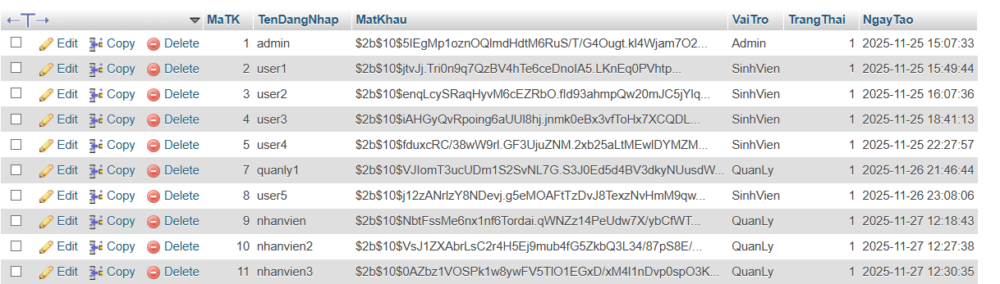 MaTK TenDangNhap MatKhau VaiTro TrangThai NgayTao
Edit Copy Delete 1 admin $2b$10$5IEgMp1oznOQlmdHdtM6RuS/T/G4Ougt.kI4Wjam7O2... Admin 1 2025-11-25 15:07:33
Edit Copy Delete 2 user1 $2b$10$jtvJj.Tri0n9q7QzBV4hTe6ceDnoIA5.LKnEq0PVhtp... SinhVien 1 2025-11-25 15:49:44
Edit Copy Delete 3 user2 $2b$10$enqLcySRaqHyvM6cEZRbO.fId93ahmpQw20mJC5jYlq... SinhVien 1 2025-11-25 16:07:36
Edit Copy Delete 4 user3 $2b$10$iAHGyQvRpoing6aUUl8hj.jnmk0eBx3vfToHx7XCQDL... SinhVien 1 2025-11-25 18:41:13
Edit Copy Delete 5 user4 $2b$10$fduxcRC/38wW9rl.GF3UjuZNM.2xb25aLtMEwIDYMZM... SinhVien 1 2025-11-25 22:27:57
Edit Copy Delete 7 quanly1 $2b$10$VJIomT3ucUDm1S2SvNL7G.S3J0Ed5d4BV3dkyNUusdW... QuanLy 1 2025-11-26 21:46:44
Edit Copy Delete 8 user5 $2b$10$j12zANrlzY8NDevj.g5eMOAFtTzDvJ8TexzNvHmM9qw... SinhVien 1 2025-11-26 23:08:06
Edit Copy Delete 9 nhanvien $2b$10$NbtFssMe6nx1nf6Tordai.qWNZz14PeUdw7X/ybCfWT... QuanLy 1 2025-11-27 12:18:43
Edit Copy Delete 10 nhanvien2 $2b$10$VsJ1ZXAbrLsC2r4H5Ej9mub4fG5ZkbQ3L34/87pS8E/... QuanLy 1 2025-11-27 12:27:38
Edit Copy Delete 11 nhanvien3 $2b$10$0AZbz1VOSPk1w8ywFV5TlO1EGxD/xM4I1nDvp0spO3K... QuanLy 1 2025-11-27 12:30:35